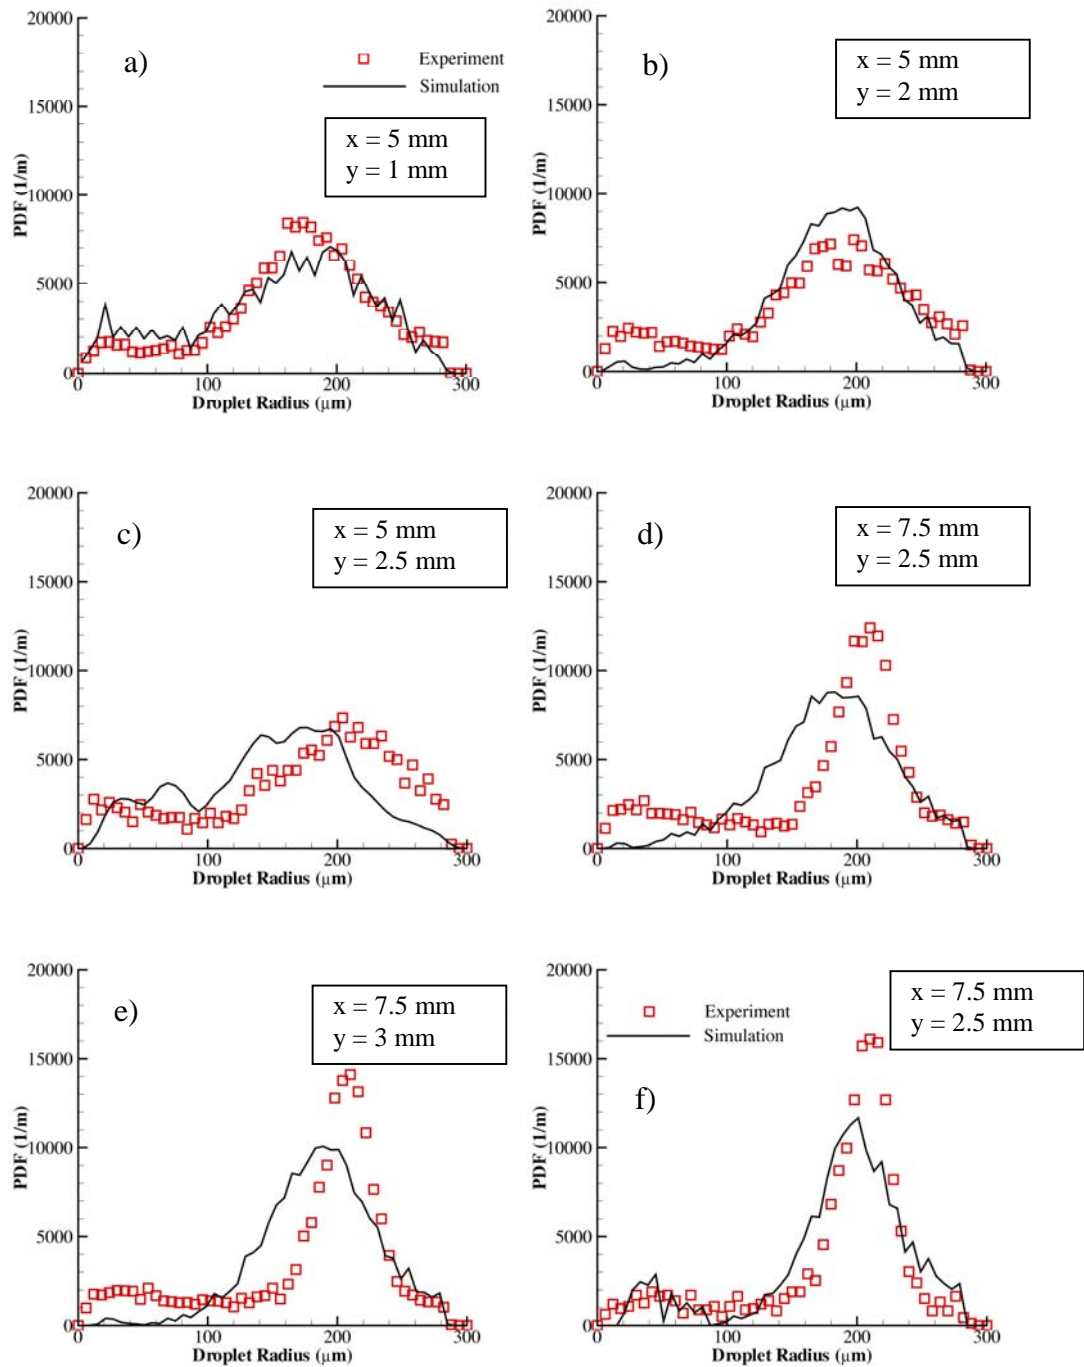 20000
15000
10000
5000
0
PDF (1/m)
a)
Experiment
Simulation
x = 5 mm
y = 1 mm
0
100
200
300
Droplet Radius (μm)
20000
15000
10000
5000
0
PDF (1/m)
b)
x = 5 mm
y = 2 mm
0
100
200
300
Droplet Radius (μm)
20000
15000
10000
5000
0
PDF (1/m)
c)
x = 5 mm
y = 2.5 mm
0
100
200
300
Droplet Radius (μm)
20000
15000
10000
5000
0
PDF (1/m)
d)
x = 7.5 mm
y = 2.5 mm
0
100
200
300
Droplet Radius (μm)
20000
15000
10000
5000
0
PDF (1/m)
e)
x = 7.5 mm
y = 3 mm
0
100
200
300
Droplet Radius (μm)
20000
15000
10000
5000
0
PDF (1/m)
Experiment
Simulation
x = 7.5 mm
y = 2.5 mm
f)
0
100
200
300
Droplet Radius (μm)